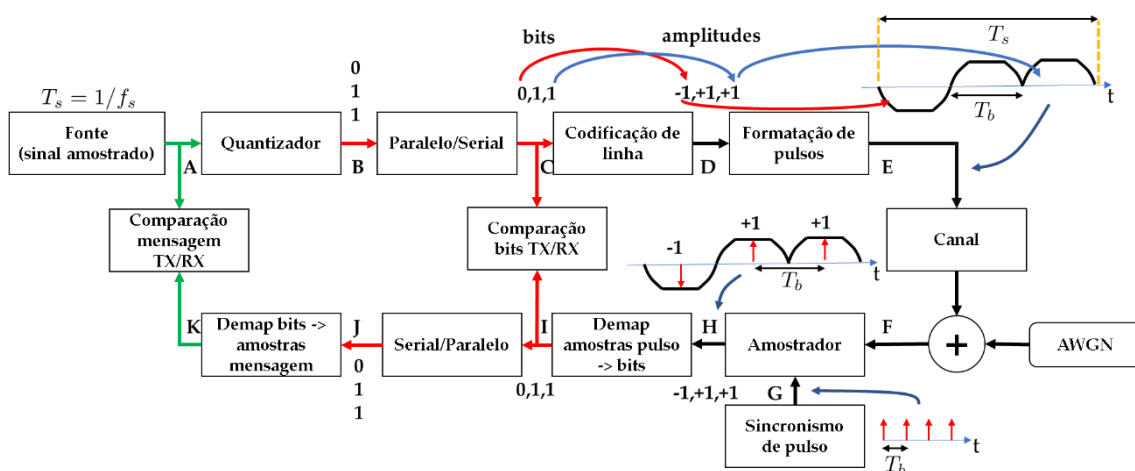 bits
amplitudes
T_s
0
1
1
0,1,1
-1,+1,+1
T_b
t
T_s = 1/f_s
Fonte
(sinal amostrado)
A
Quantizador
B
Paralelo/Serial
C
Codificação de
linha
D
Formatação de
pulsos
E
Comparação
mensagem
TX/RX
Comparação
bits TX/RX
-1
+1
+1
T_b
t
Canal
K
Demap bits ->
amostras
mensagem
J
0
1
1
Serial/Paralelo
I
0,1,1
Demap
amostras pulso
-> bits
H
-1,+1,+1
Amostrador
F
+
AWGN
G
Sincronismo
de pulso
t
T_b